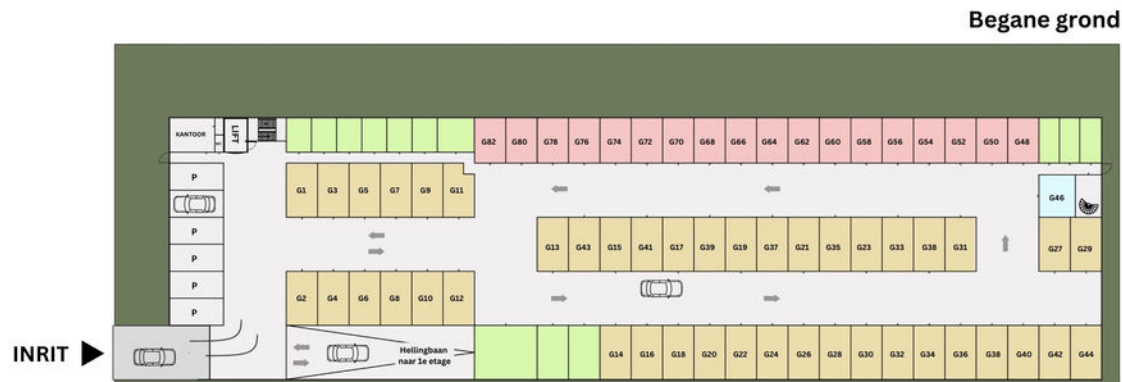 Begane grond
KANTOOR
LIFT
G82 G80 G78 G76 G74 G72 G70 G68 G66 G64 G62 G60 G58 G56 G54 G52 G50 G48
P
G1 G3 G5 G7 G9 G11
G46
P
G13 G43 G15 G41 G17 G39 G19 G37 G21 G35 G23 G33 G38 G31
G27 G29
P
P
P
G2 G4 G6 G8 G10 G12
INRIT
Hellingbaan
naar 1e etage
G14 G16 G18 G20 G22 G24 G26 G28 G30 G32 G34 G36 G38 G40 G42 G44